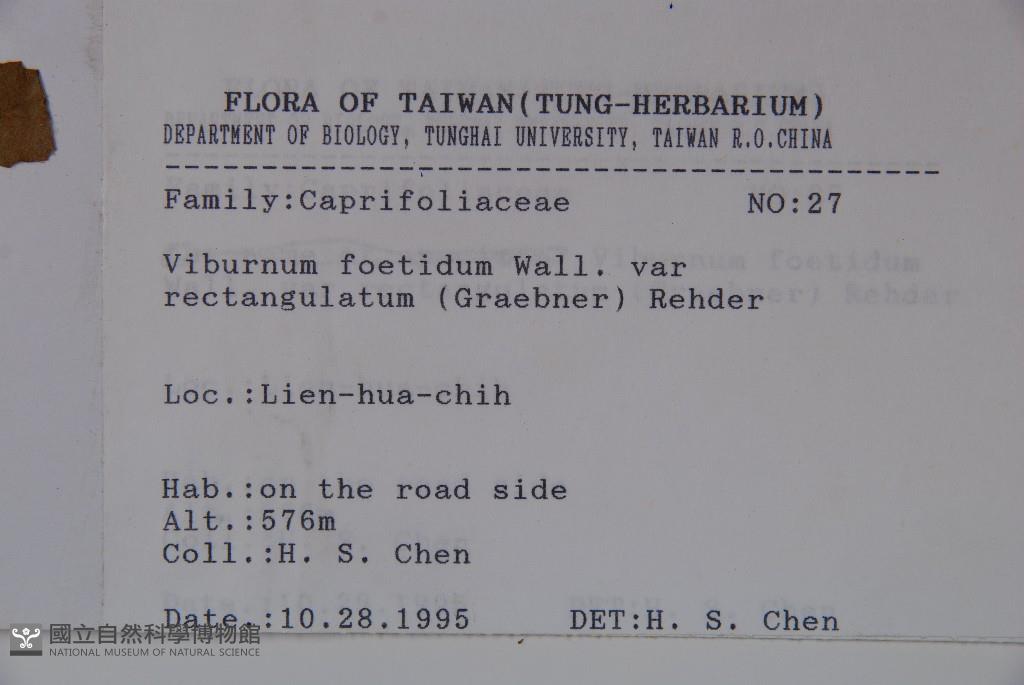 FLORA OF TAIWAN(TUNG-HERBARIUM)
DEPARTMENT OF BIOLOGY, TUNGHAI UNIVERSITY, TAIWAN R.O.CHINA
-----------------------------------------
Family:Caprifoliaceae NO:27
Viburnum foetidum Wall. var
rectangulatum (Graebner) Rehder
Loc.:Lien-hua-chih
Hab.:on the road side
Alt.:576m
Coll.:H. S. Chen
Date.:10.28.1995 DET:H. S. Chen
國立自然科學博物館
NATIONAL MUSEUM OF NATURAL SCIENCE